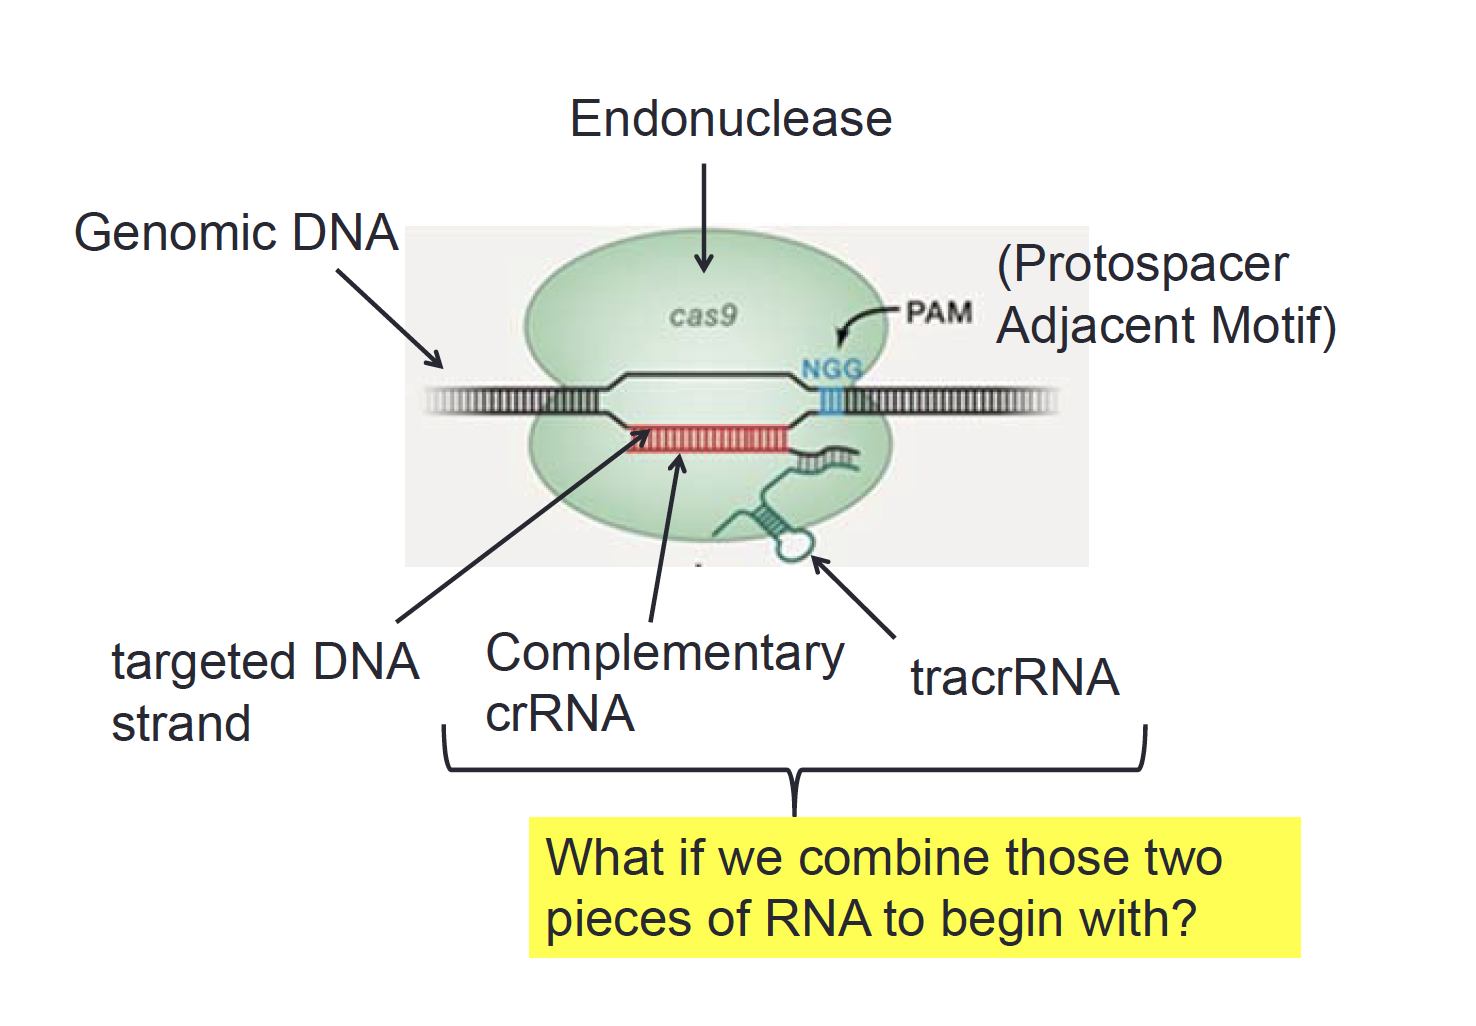 Endonuclease
Genomic DNA
(Protospacer
Adjacent Motif)
cas9
PAM
NGG
targeted DNA
strand
Complementary
crRNA
tracrRNA
What if we combine those two
pieces of RNA to begin with?